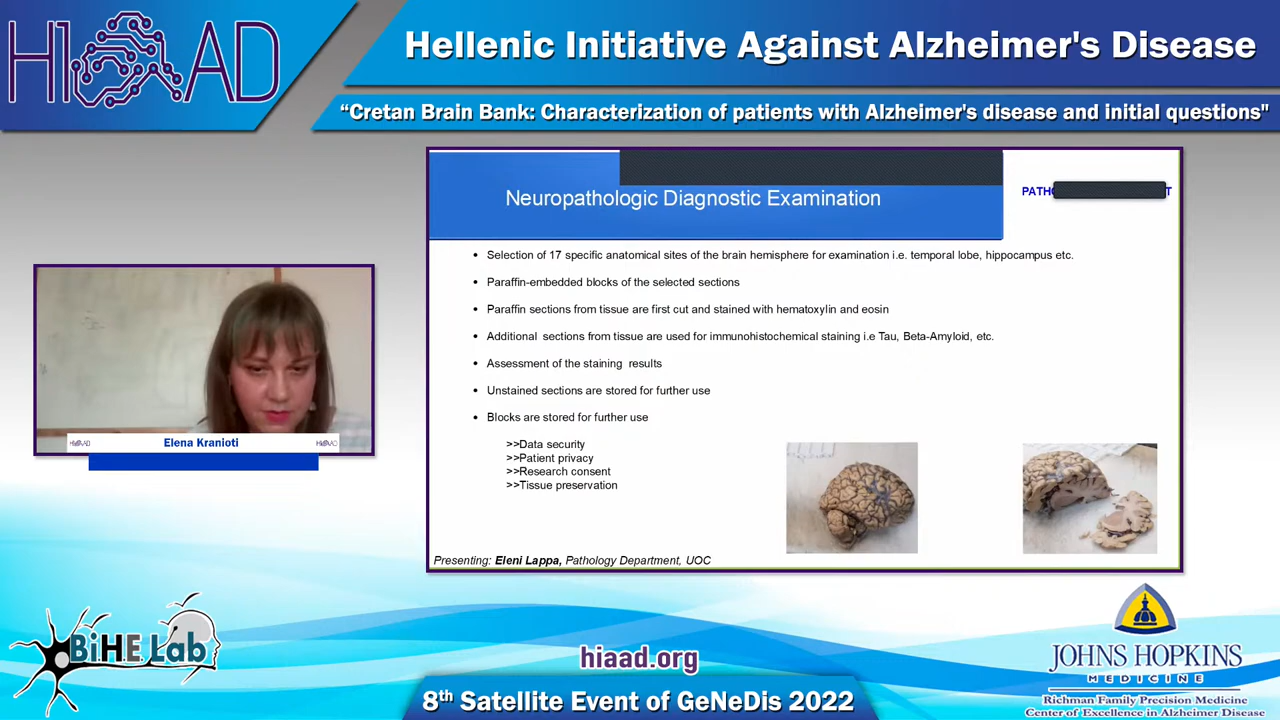 HIAAD
Hellenic Initiative Against Alzheimer's Disease
“Cretan Brain Bank: Characterization of patients with Alzheimer's disease and initial questions"
Neuropathologic Diagnostic Examination
• Selection of 17 specific anatomical sites of the brain hemisphere for examination i.e. temporal lobe, hippocampus etc.
• Paraffin-embedded blocks of the selected sections
• Paraffin sections from tissue are first cut and stained with hematoxylin and eosin
• Additional sections from tissue are used for immunohistochemical staining i.e Tau, Beta-Amyloid, etc.
• Assessment of the staining results
• Unstained sections are stored for further use
• Blocks are stored for further use
>>Data security
>>Patient privacy
>>Research consent
>>Tissue preservation
Presenting: Eleni Lappa, Pathology Department, UOC
HIAAD Elena Kranioti HIAAD
BiHE Lab
hiaad.org
8th Satellite Event of GeNeDis 2022
JOHNS HOPKINS
MEDICINE
Richman Family Precision Medicine
Center of Excellence in Alzheimer Disease